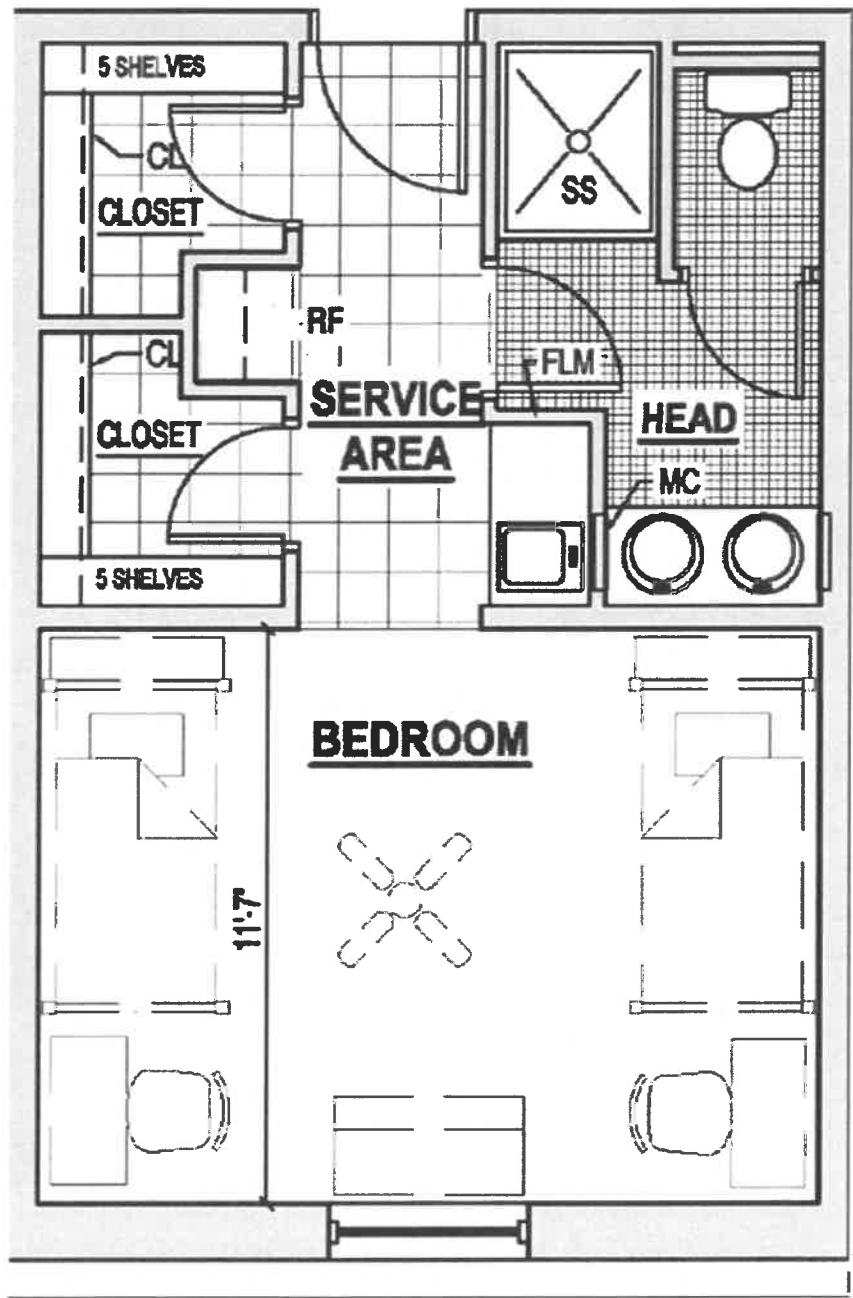 5 SHELVES
CL
CLOSET
SS
RF
CL
FLM
SERVICE
AREA
HEAD
CLOSET
MC
5 SHELVES
BEDROOM
11'-7"